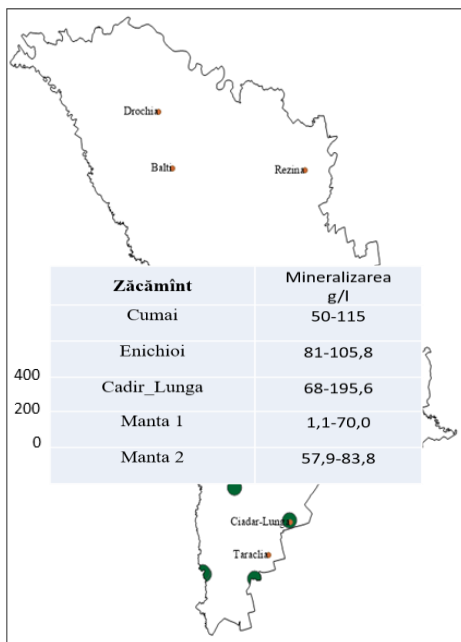 Drochia
Balti
Rezina
Zăcămînt Mineralizarea g/l
Cumai 50-115
Enichioi 81-105,8
Cadir_Lunga 68-195,6
Manta 1 1,1-70,0
Manta 2 57,9-83,8
400
200
0
Ciadar-Lunga
Taraclia